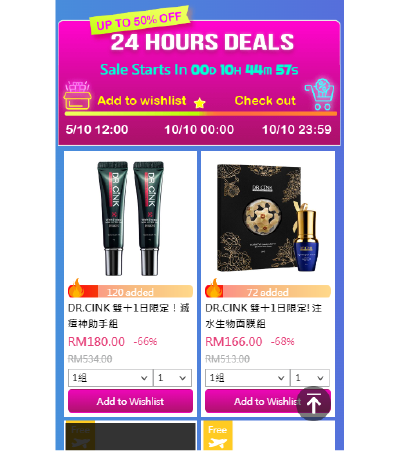 UP TO 50% OFF
24 HOURS DEALS
Sale Starts In 00D 10H 44m 57s
Add to wishlist
Check out
5/10 12:00
10/10 00:00
10/10 23:59
DR.CINK
DR.CINK
DR.CINK
120 added
72 added
DR.CINK 雙十1日限定！滅
痘神助手組
RM180.00 -66%
RM534.00
1組
1
Add to Wishlist
DR.CINK 雙十1日限定! 注
水生物面膜組
RM166.00 -68%
RM513.00
1組
1
Add to Wishlist
Free
Free